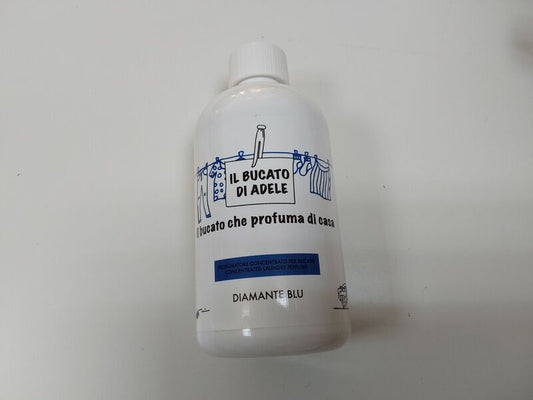 IL BUCATO
DI ADELE
Il bucato che profuma di casa
PROFUMATORE CONCENTRATO PER BUCATO
CONCENTRATED LAUNDRY PERFUME
DIAMANTE BLU